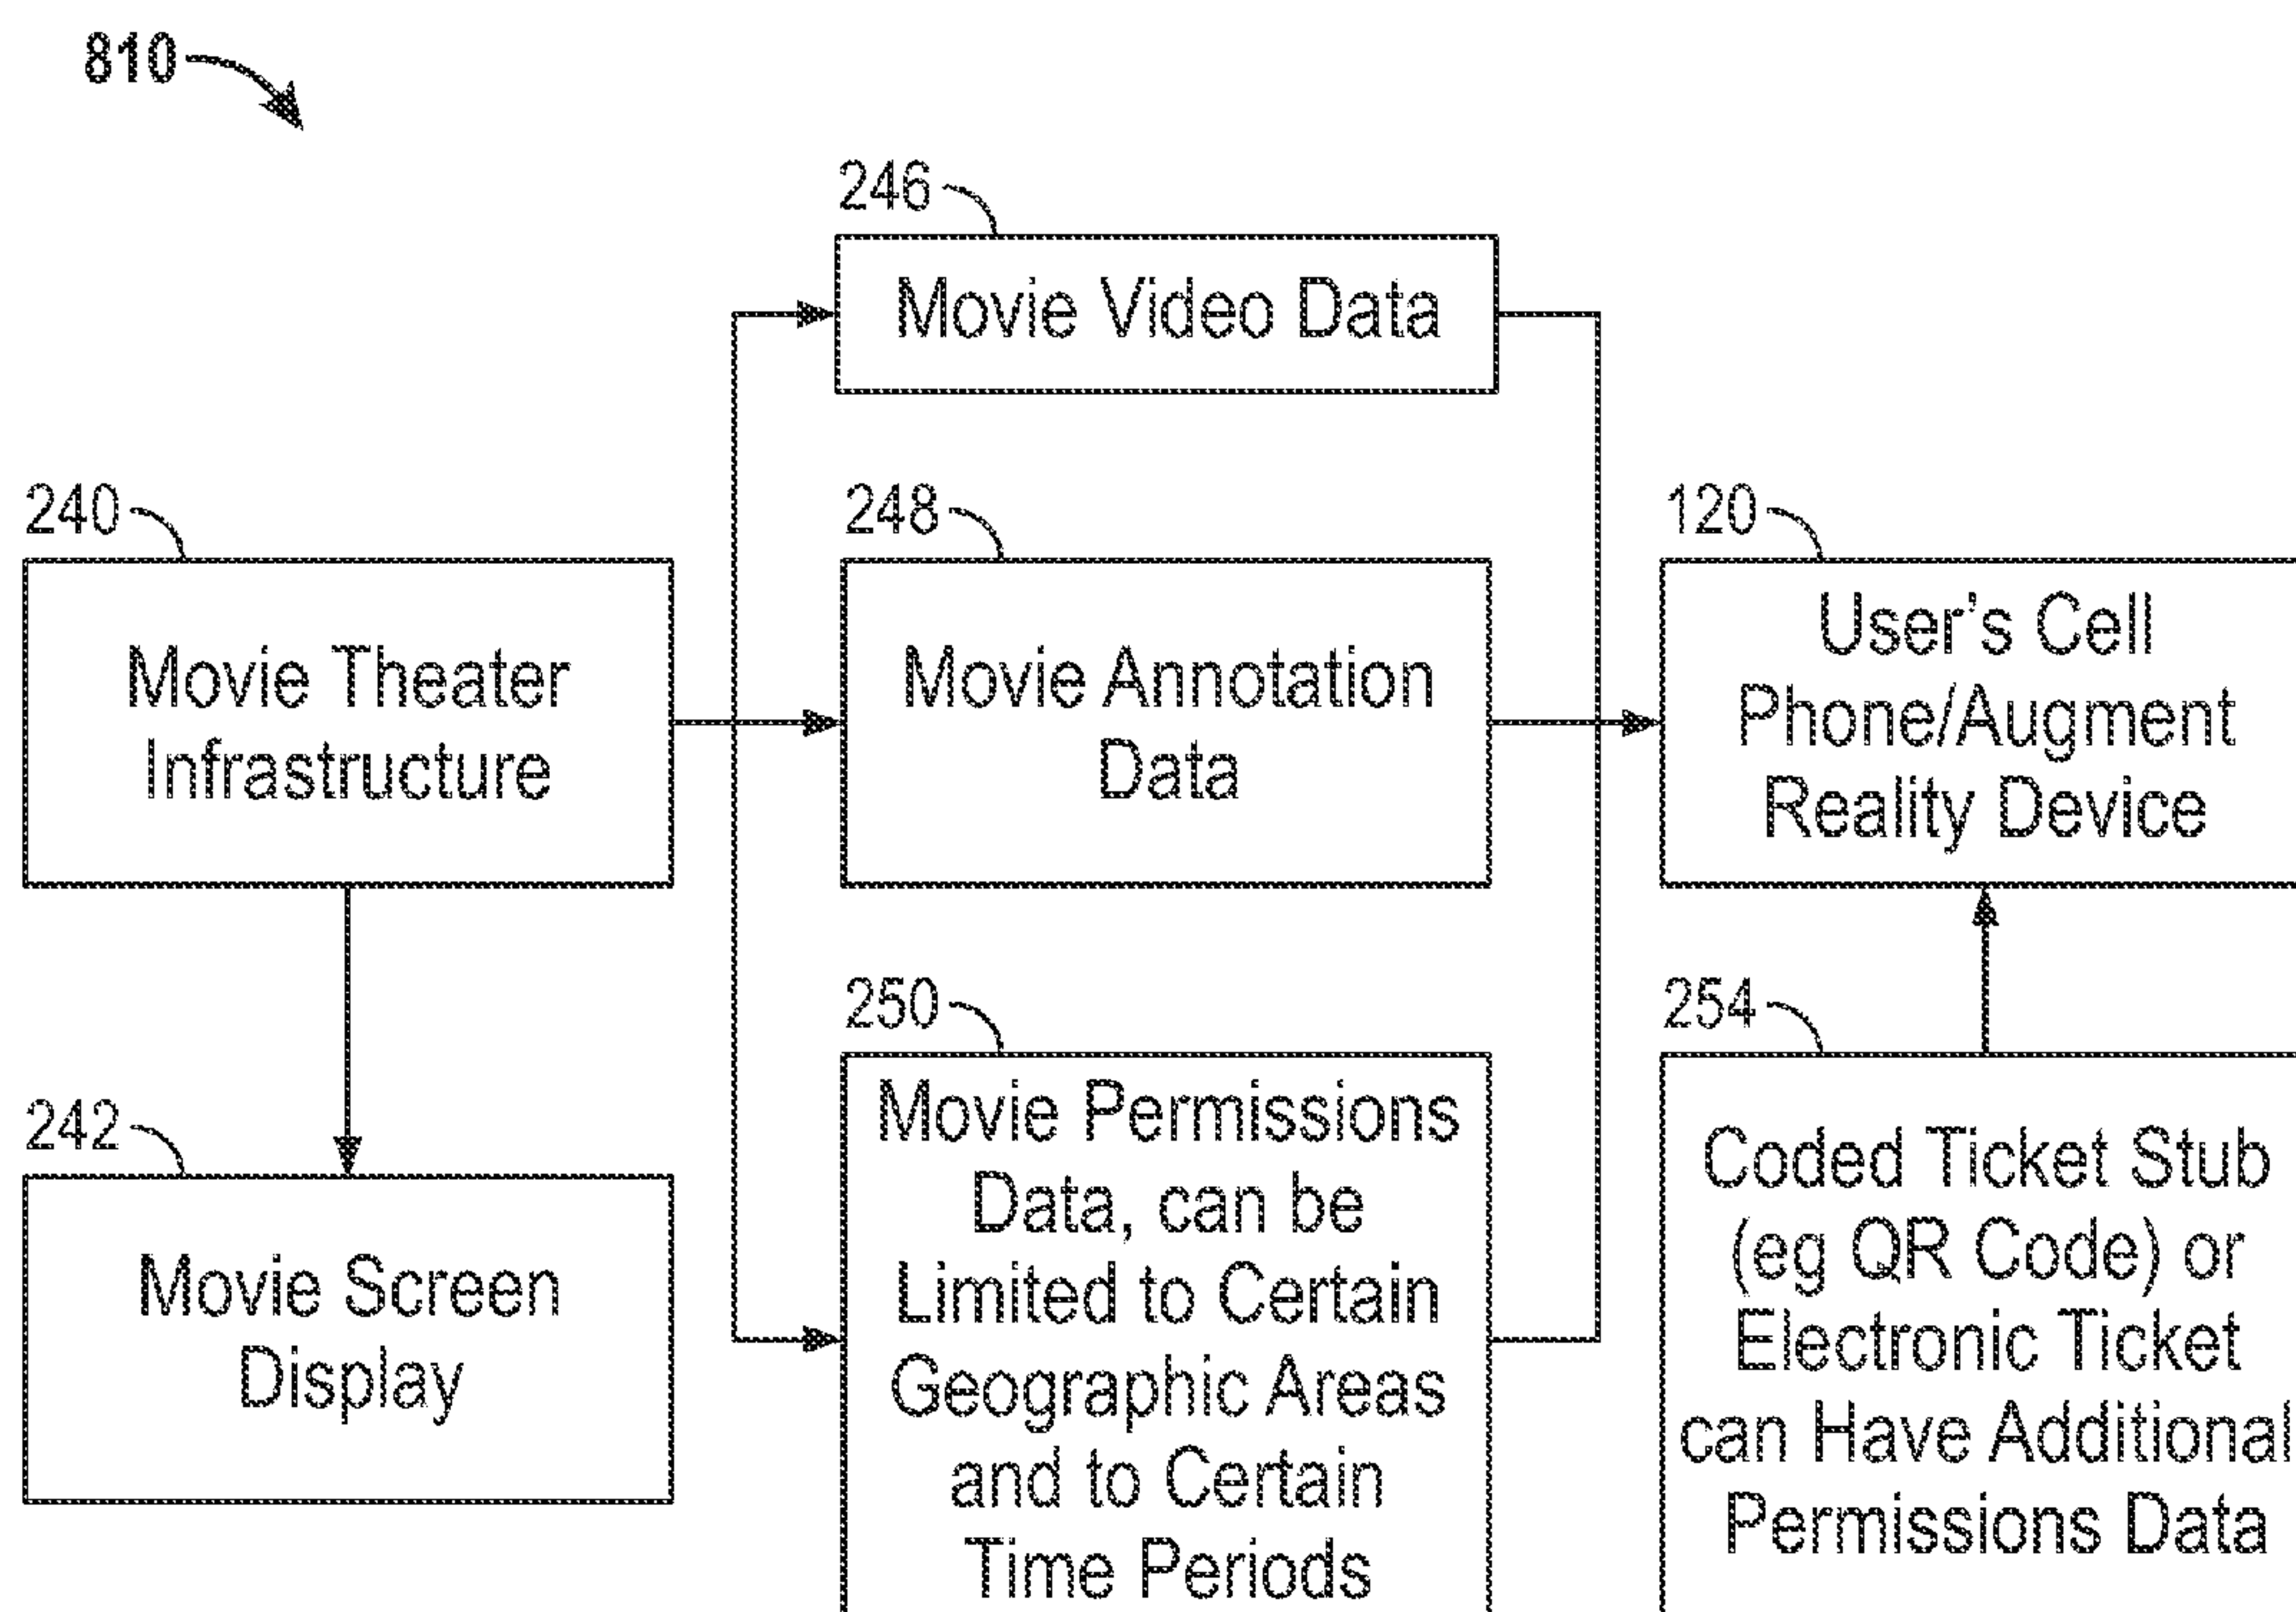 810
246
Movie Video Data
240
Movie Theater
Infrastructure
248
Movie Annotation
Data
120
User's Cell
Phone/Augment
Reality Device
242
Movie Screen
Display
250
Movie Permissions
Data, can be
Limited to Certain
Geographic Areas
and to Certain
Time Periods
254
Coded Ticket Stub
(eg QR Code) or
Electronic Ticket
can Have Additional
Permissions Data